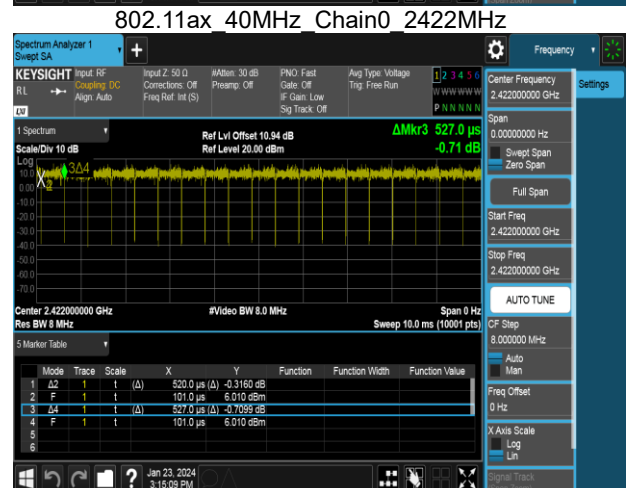 802.11ax_40MHz_Chain0_2422MHz
Spectrum Analyzer 1
Swept SA
Frequency
KEYSIGHT Input: RF Input Z: 50 Ω #Atten: 30 dB PNO: Fast Avg Type: Voltage 1 2 3 4 5 6
RL Coupling: DC Corrections: Off Preamp: Off Gate: Off Trig: Free Run W W W W W W
Align: Auto Freq Ref: Int (S) IF Gain: Low
Sig Track: Off P N N N N N
LXI
Center Frequency
2.422000000 GHz
Settings
1 Spectrum
Ref Lvl Offset 10.94 dB
ΔMkr3 527.0 µs
Scale/Div 10 dB
Ref Level 20.00 dBm
-0.71 dB
Log
10.0
0.00
-10.0
-20.0
-30.0
-40.0
-50.0
-60.0
-70.0
3Δ4
2
Center 2.422000000 GHz #Video BW 8.0 MHz Span 0 Hz
Res BW 8 MHz Sweep 10.0 ms (10001 pts)
Span
0.00000000 Hz
Swept Span
Zero Span
Full Span
Start Freq
2.422000000 GHz
Stop Freq
2.422000000 GHz
AUTO TUNE
CF Step
8.000000 MHz
Auto
Man
Freq Offset
0 Hz
X Axis Scale
Log
Lin
Signal Track
5 Marker Table
Mode Trace Scale X Y Function Function Width Function Value
1 Δ2 1 t (Δ) 520.0 µs (Δ) -0.3160 dB
2 F 1 t 101.0 µs 6.010 dBm
3 Δ4 1 t (Δ) 527.0 µs (Δ) -0.7099 dB
4 F 1 t 101.0 µs 6.010 dBm
5
6
Jan 23, 2024
3:15:09 PM